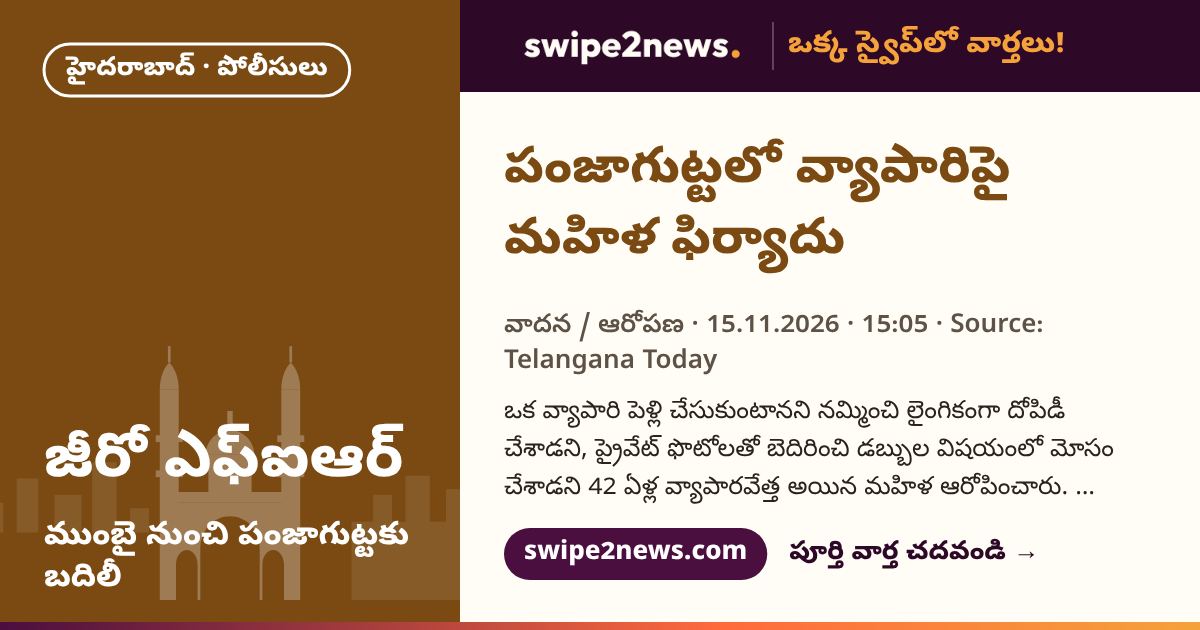 హైదరాబాద్ · పోలీసులు
జీరో ఎఫ్ఐఆర్
ముంబై నుంచి పంజాగుట్టకు
బదిలీ
swipe2news.
ఒక్క స్వైప్‌లో వార్తలు!
పంజాగుట్టలో వ్యాపారిపై
మహిళ ఫిర్యాదు
వాదన / ఆరోపణ · 15.11.2026 · 15:05 · Source:
Telangana Today
ఒక వ్యాపారి పెళ్లి చేసుకుంటానని నమ్మించి లైంగికంగా దోపిడీ
చేశాడని, ప్రైవేట్ ఫొటోలతో బెదిరించి డబ్బుల విషయంలో మోసం
చేశాడని 42 ఏళ్ల వ్యాపారవేత్త అయిన మహిళ ఆరోపించారు. ...
swipe2news.com
పూర్తి వార్త చదవండి →